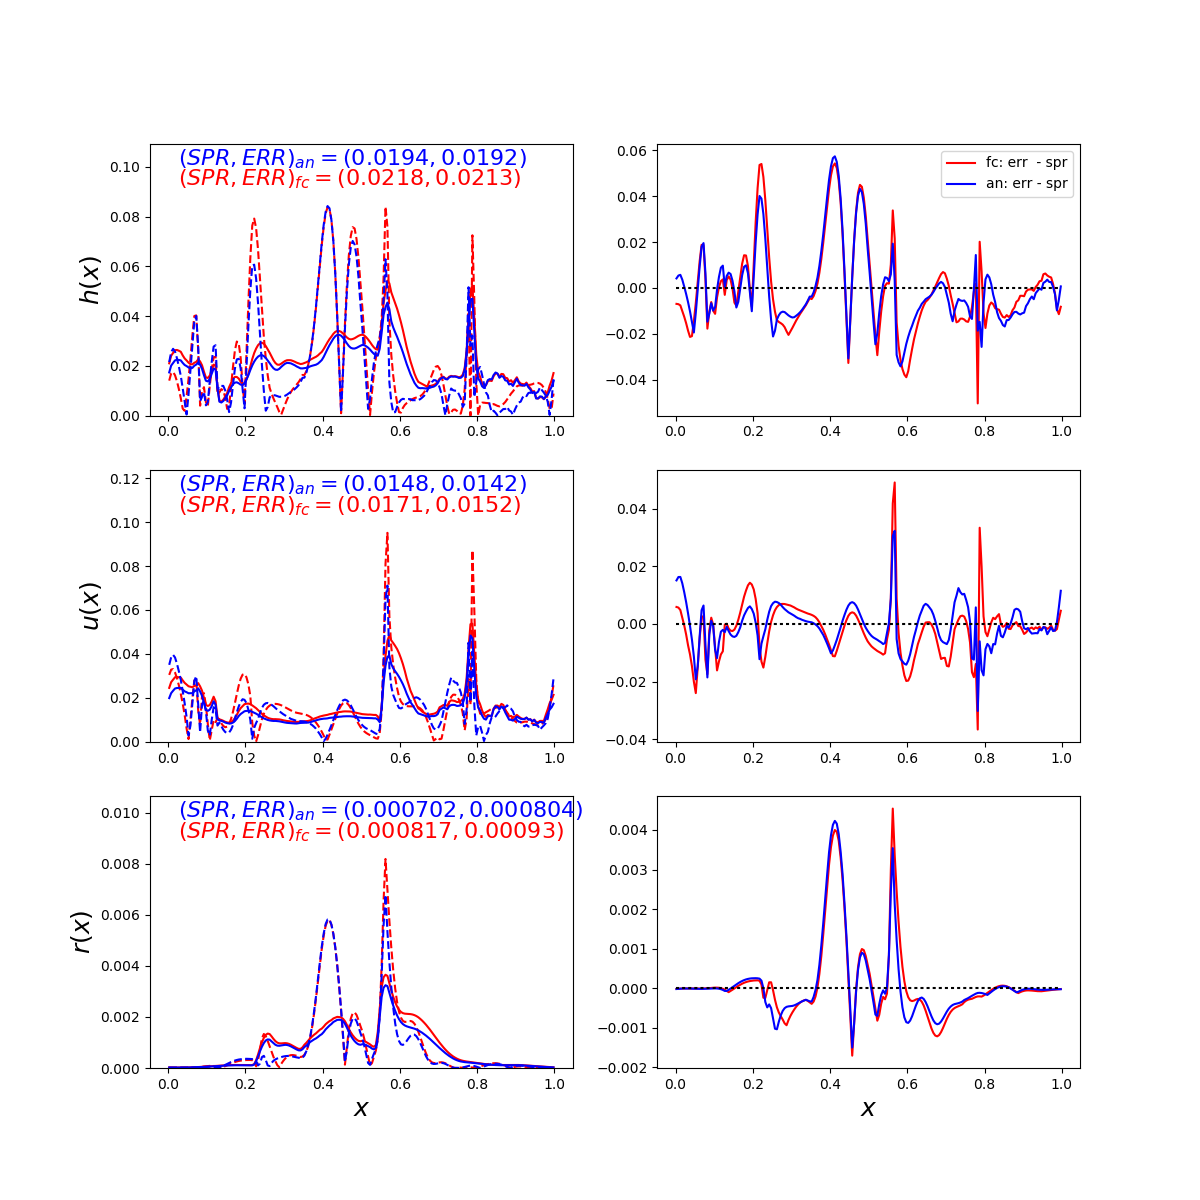 (SPR, ERR)an = (0.0194, 0.0192)
(SPR, ERR)fc = (0.0218, 0.0213)
h(x)
0.10
0.08
0.06
0.04
0.02
0.00
0.0 0.2 0.4 0.6 0.8 1.0
fc: err - spr
an: err - spr
0.06
0.04
0.02
0.00
−0.02
−0.04
0.0 0.2 0.4 0.6 0.8 1.0
(SPR, ERR)an = (0.0148, 0.0142)
(SPR, ERR)fc = (0.0171, 0.0152)
u(x)
0.12
0.10
0.08
0.06
0.04
0.02
0.00
0.0 0.2 0.4 0.6 0.8 1.0
0.04
0.02
0.00
−0.02
−0.04
0.0 0.2 0.4 0.6 0.8 1.0
(SPR, ERR)an = (0.000702, 0.000804)
(SPR, ERR)fc = (0.000817, 0.00093)
r(x)
0.010
0.008
0.006
0.004
0.002
0.000
0.0 0.2 0.4 0.6 0.8 1.0
x
0.004
0.003
0.002
0.001
0.000
−0.001
−0.002
0.0 0.2 0.4 0.6 0.8 1.0
x